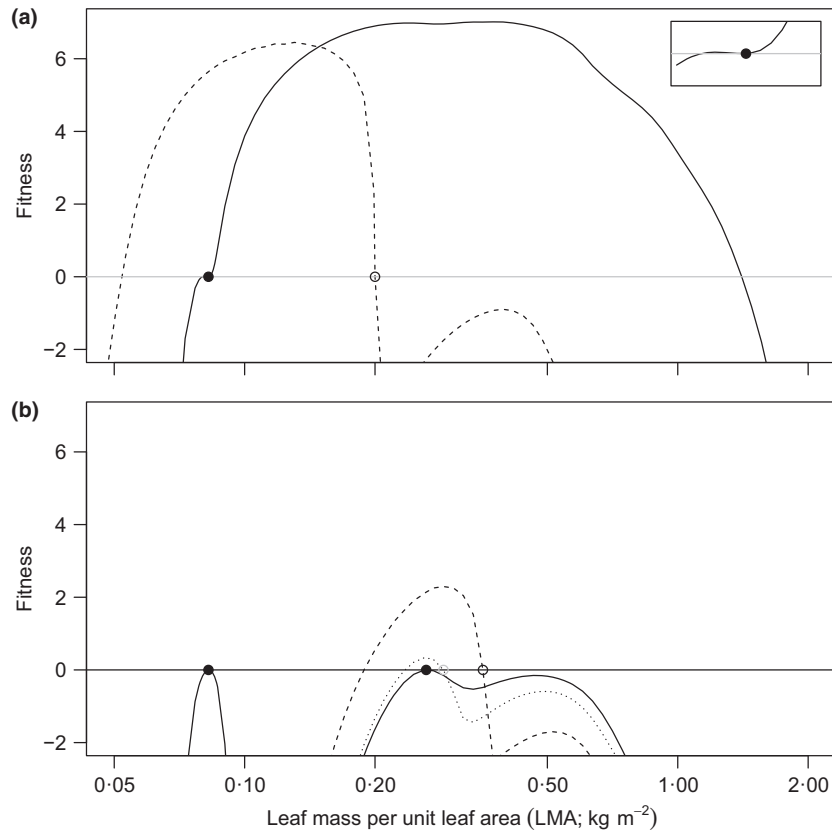 (a)
6
4
2
0
−2
Fitness
(b)
6
4
2
0
−2
Fitness
0·05 0·10 0·20 0·50 1·00 2·00
Leaf mass per unit leaf area (LMA; kg m⁻²)